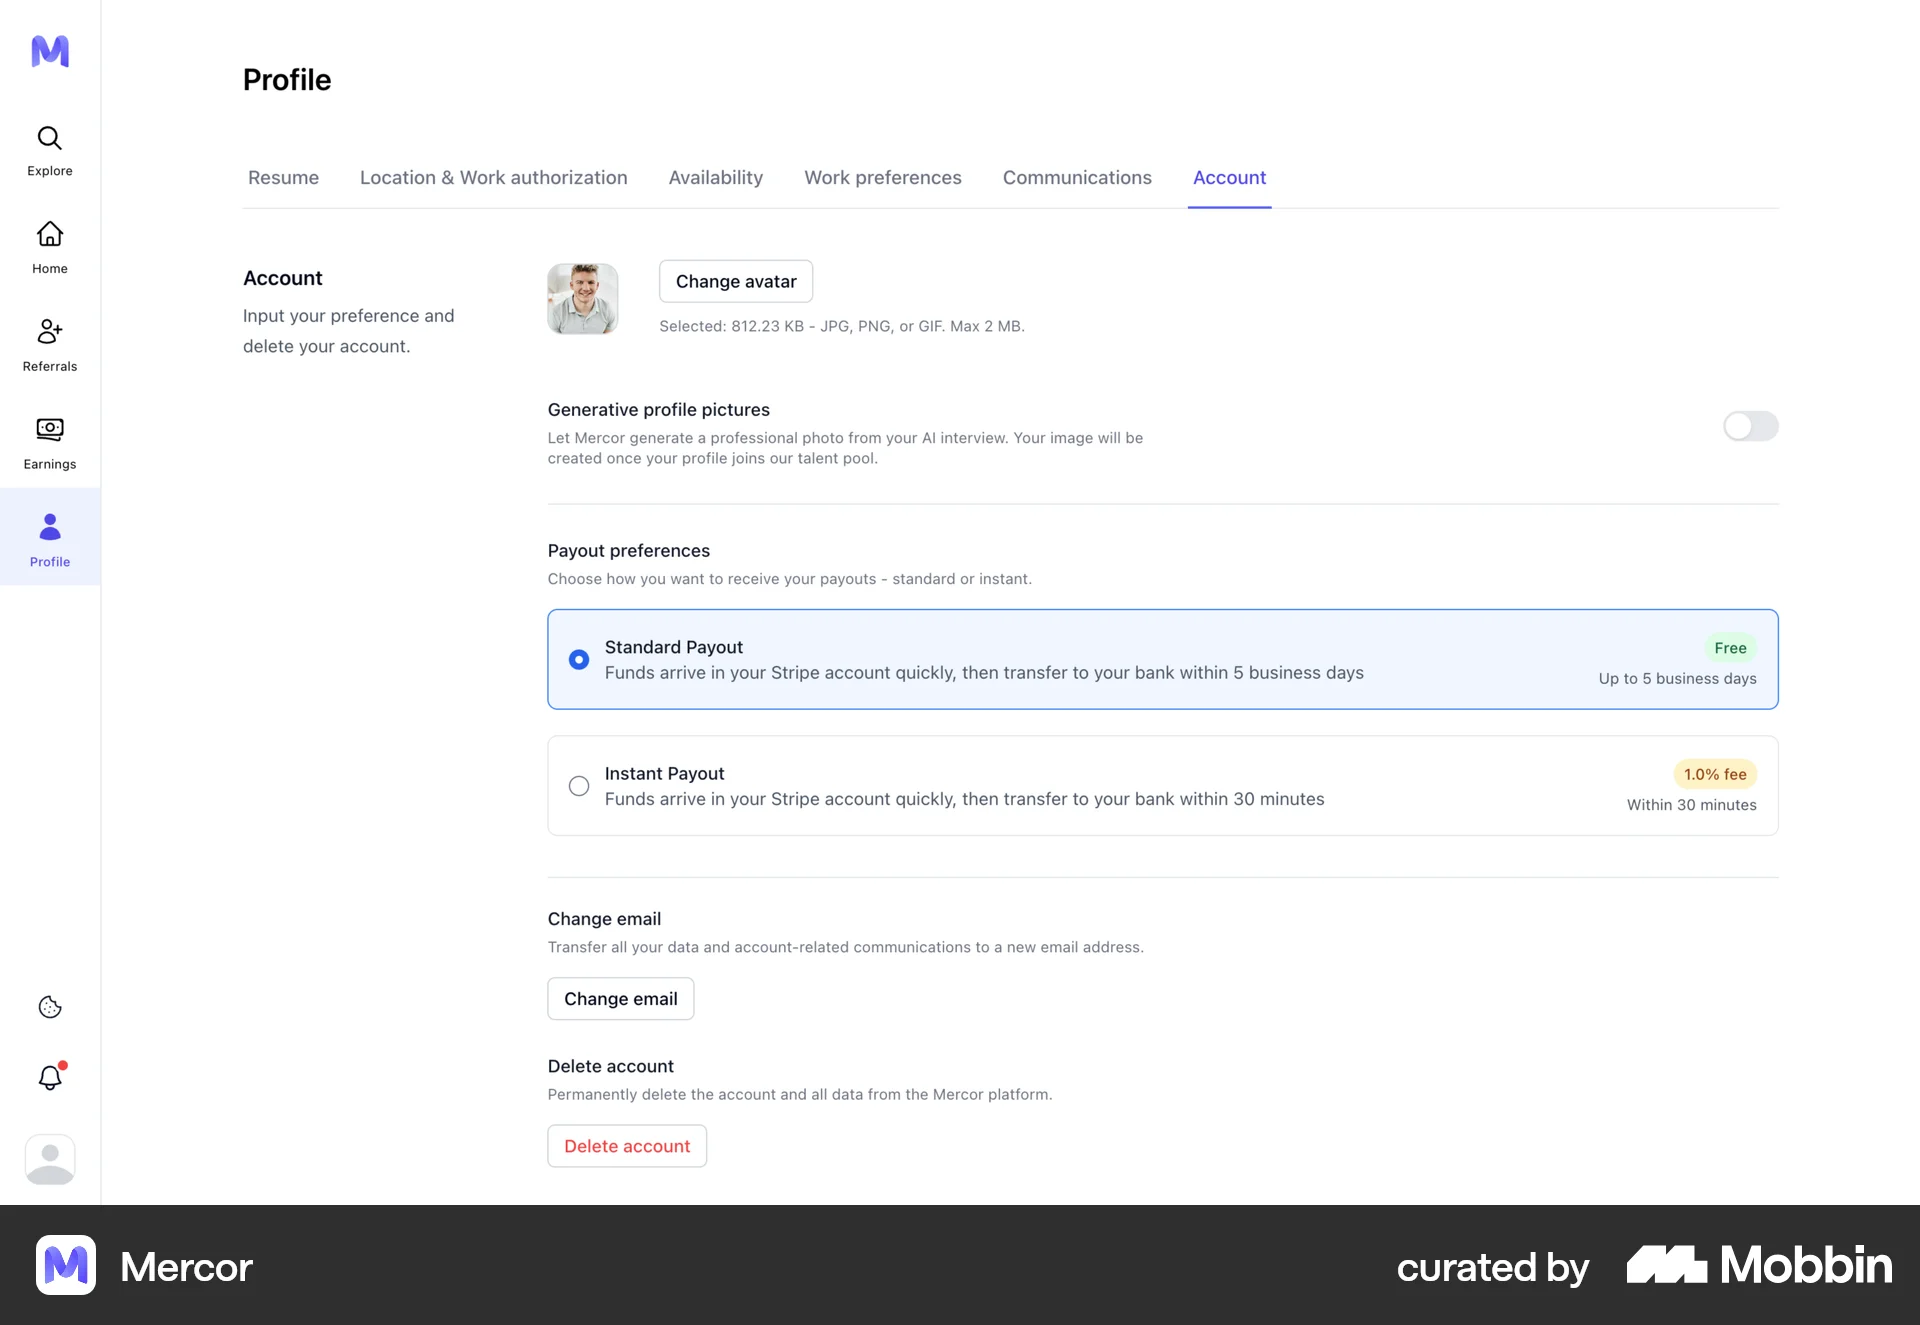 Explore
Home
Referrals
Earnings
Profile
Profile
Resume
Location & Work authorization
Availability
Work preferences
Communications
Account
Account
Input your preference and
delete your account.
Change avatar
Selected: 812.23 KB - JPG, PNG, or GIF. Max 2 MB.
Generative profile pictures
Let Mercor generate a professional photo from your AI interview. Your image will be
created once your profile joins our talent pool.
Payout preferences
Choose how you want to receive your payouts - standard or instant.
Standard Payout
Funds arrive in your Stripe account quickly, then transfer to your bank within 5 business days
Free
Up to 5 business days
Instant Payout
Funds arrive in your Stripe account quickly, then transfer to your bank within 30 minutes
1.0% fee
Within 30 minutes
Change email
Transfer all your data and account-related communications to a new email address.
Change email
Delete account
Permanently delete the account and all data from the Mercor platform.
Delete account
Mercor
curated by
Mobbin